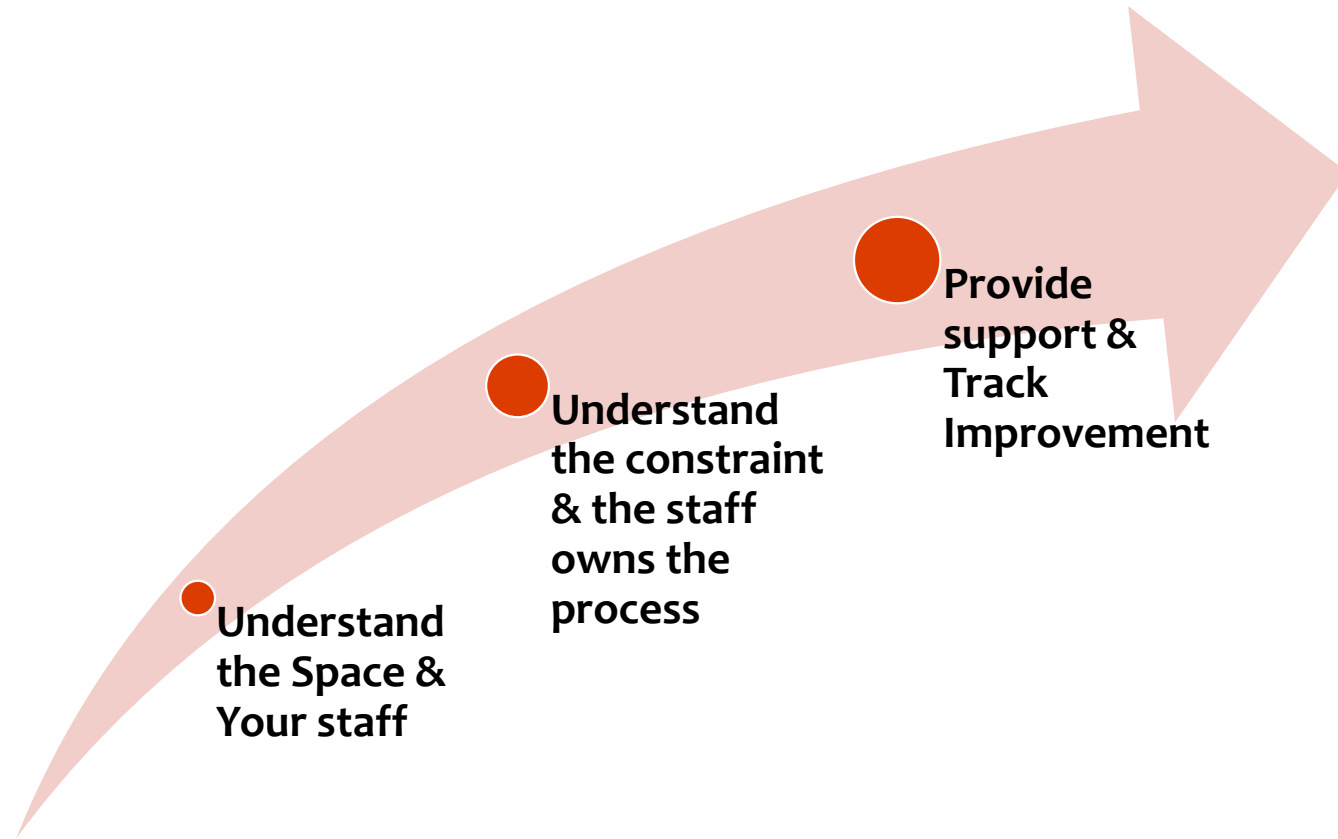 Understand
the Space &
Your staff
Understand
the constraint
& the staff
owns the
process
Provide
support &
Track
Improvement